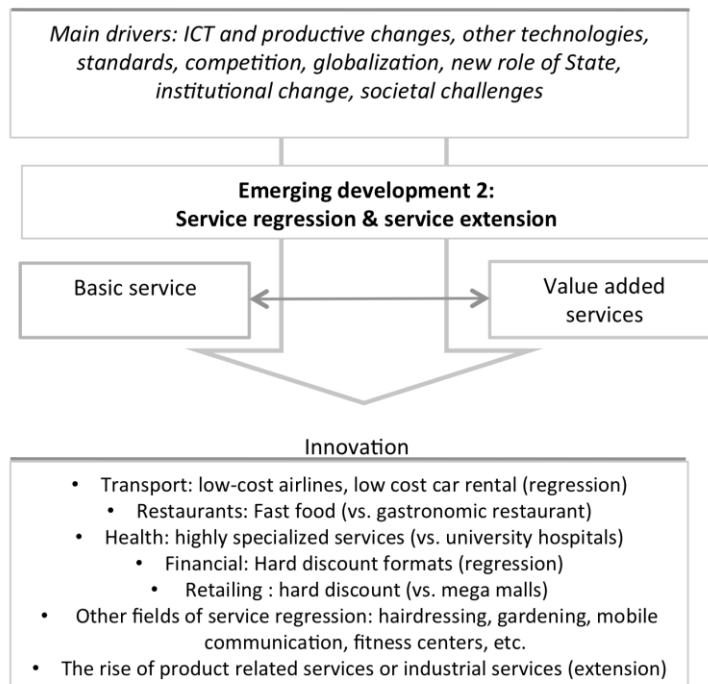 Main drivers: ICT and productive changes, other technologies,
standards, competition, globalization, new role of State,
institutional change, societal challenges
Emerging development 2:
Service regression & service extension
Basic service
Value added
services
Innovation
• Transport: low-cost airlines, low cost car rental (regression)
• Restaurants: Fast food (vs. gastronomic restaurant)
• Health: highly specialized services (vs. university hospitals)
• Financial: Hard discount formats (regression)
• Retailing : hard discount (vs. mega malls)
• Other fields of service regression: hairdressing, gardening, mobile
communication, fitness centers, etc.
• The rise of product related services or industrial services (extension)